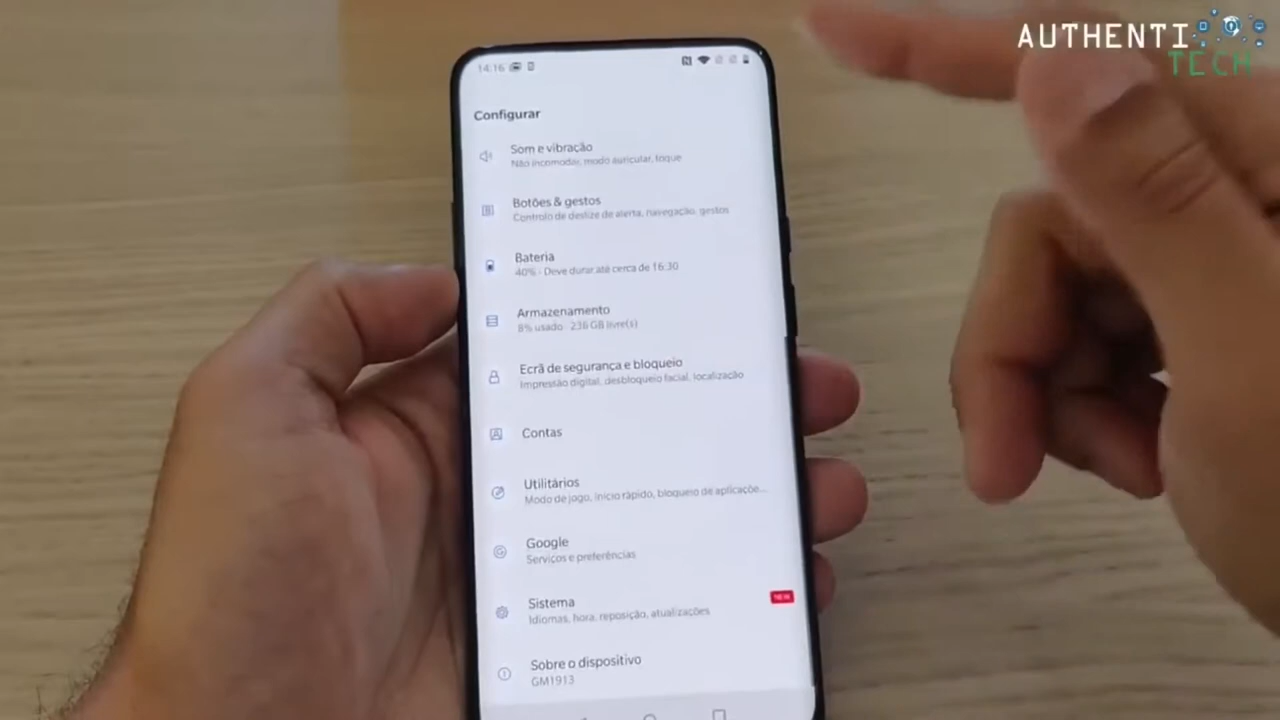 AUTHENTI
TECH
14:16
Configurar
Som e vibração
Não incomodar, modo auricular, toque
Botões & gestos
Controlo de deslize de alerta, navegação, gestos
Bateria
40% - Deve durar até cerca de 16:30
Armazenamento
8% usado - 236 GB livre(s)
Ecrã de segurança e bloqueio
Impressão digital, desbloqueio facial, localização
Contas
Utilitários
Modo de jogo, início rápido, bloqueio de aplicaçõe...
Google
Serviços e preferências
Sistema
NEW
Idiomas, hora, reposição, atualizações
Sobre o dispositivo
GM1913